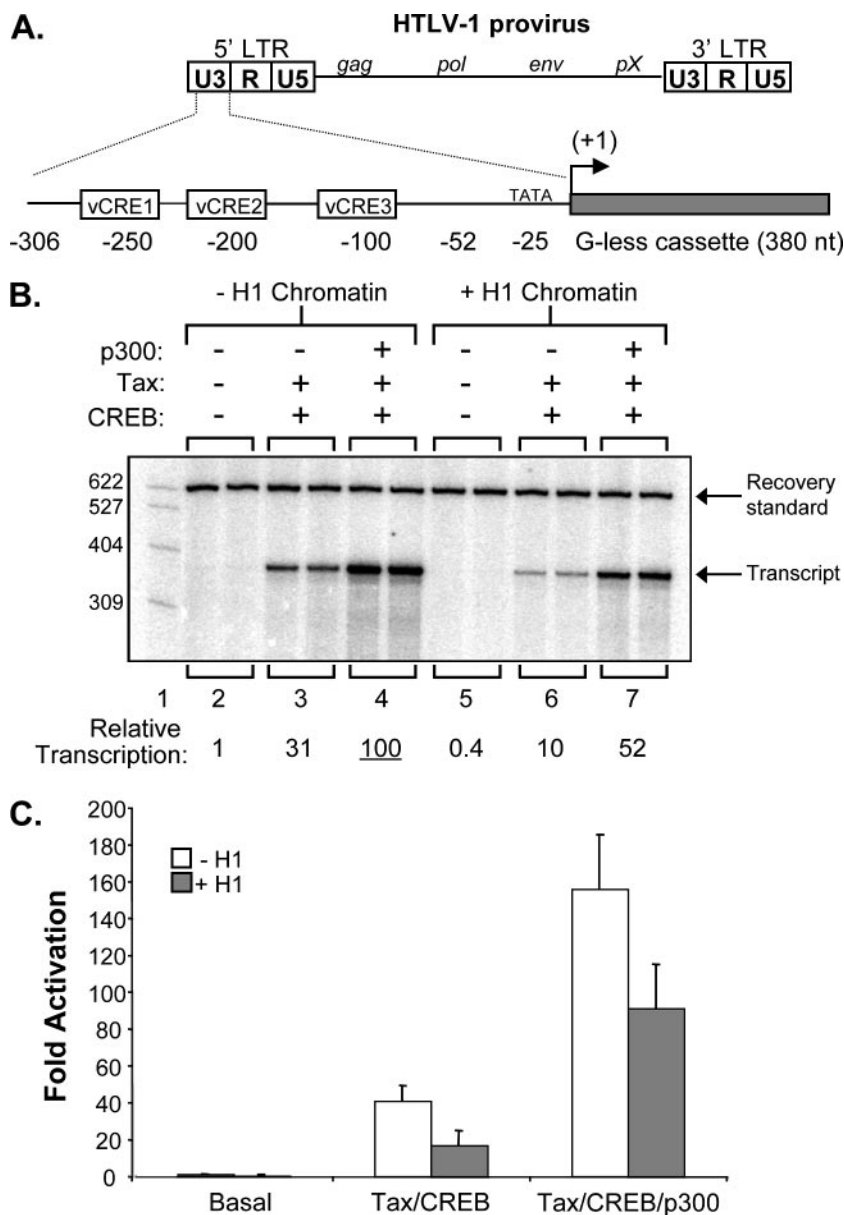 A.
HTLV-1 provirus
5’ LTR
3’ LTR
U3 R U5
gag pol env pX
U3 R U5
(+1)
vCRE1 vCRE2 vCRE3 TATA
-306 -250 -200 -100 -52 -25 G-less cassette (380 nt)
B.
- H1 Chromatin + H1 Chromatin
p300: - - + - - +
Tax: - + + - + +
CREB: - + + - + +
622
527
404
309
Recovery standard
Transcript
1 2 3 4 5 6 7
Relative
Transcription: 1 31 100 0.4 10 52
C.
200
180
160
140
120
100
80
60
40
20
0
Fold Activation
- H1
+ H1
Basal Tax/CREB Tax/CREB/p300